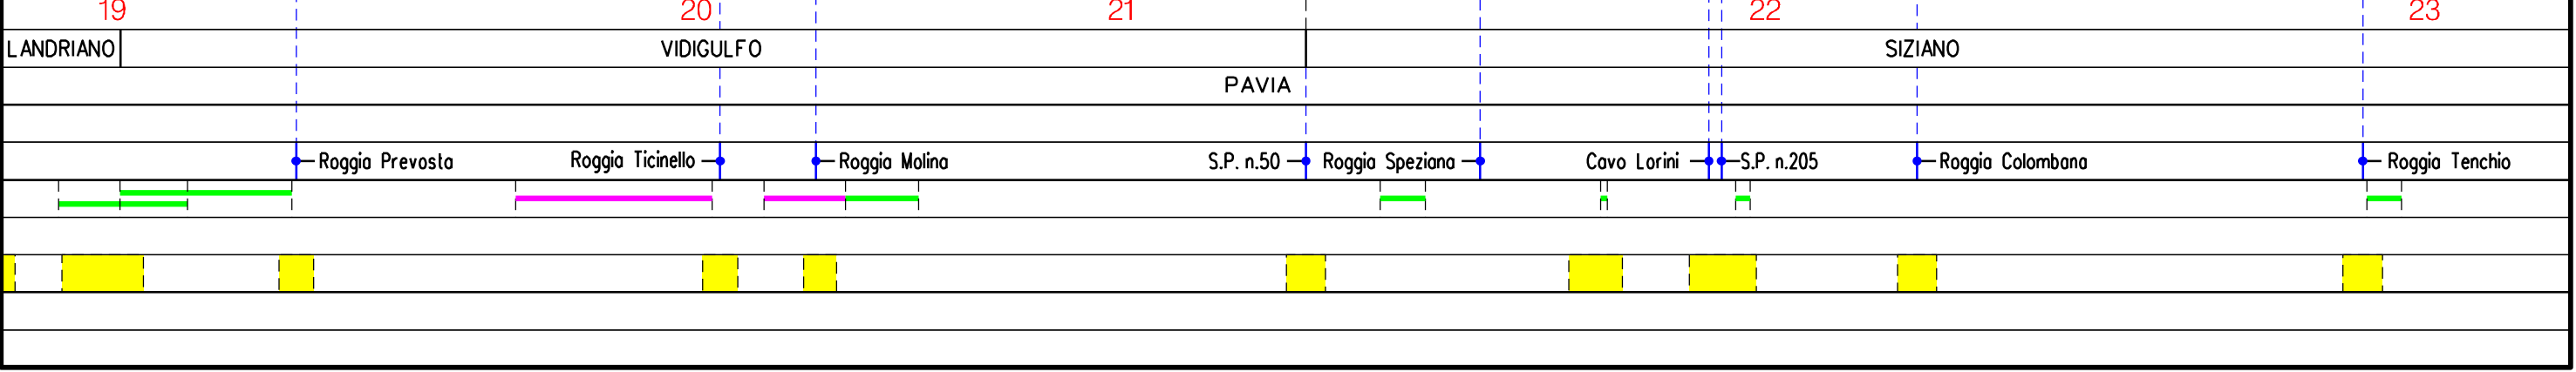 19 20 21 22 23
LANDRIANO VIDIGULFO SIZIANO
PAVIA
Roggia Prevosta Roggia Ticinello Roggia Molina S.P. n.50 Roggia Speziana Cavo Lorini S.P. n.205 Roggia Colombana Roggia Tenchio